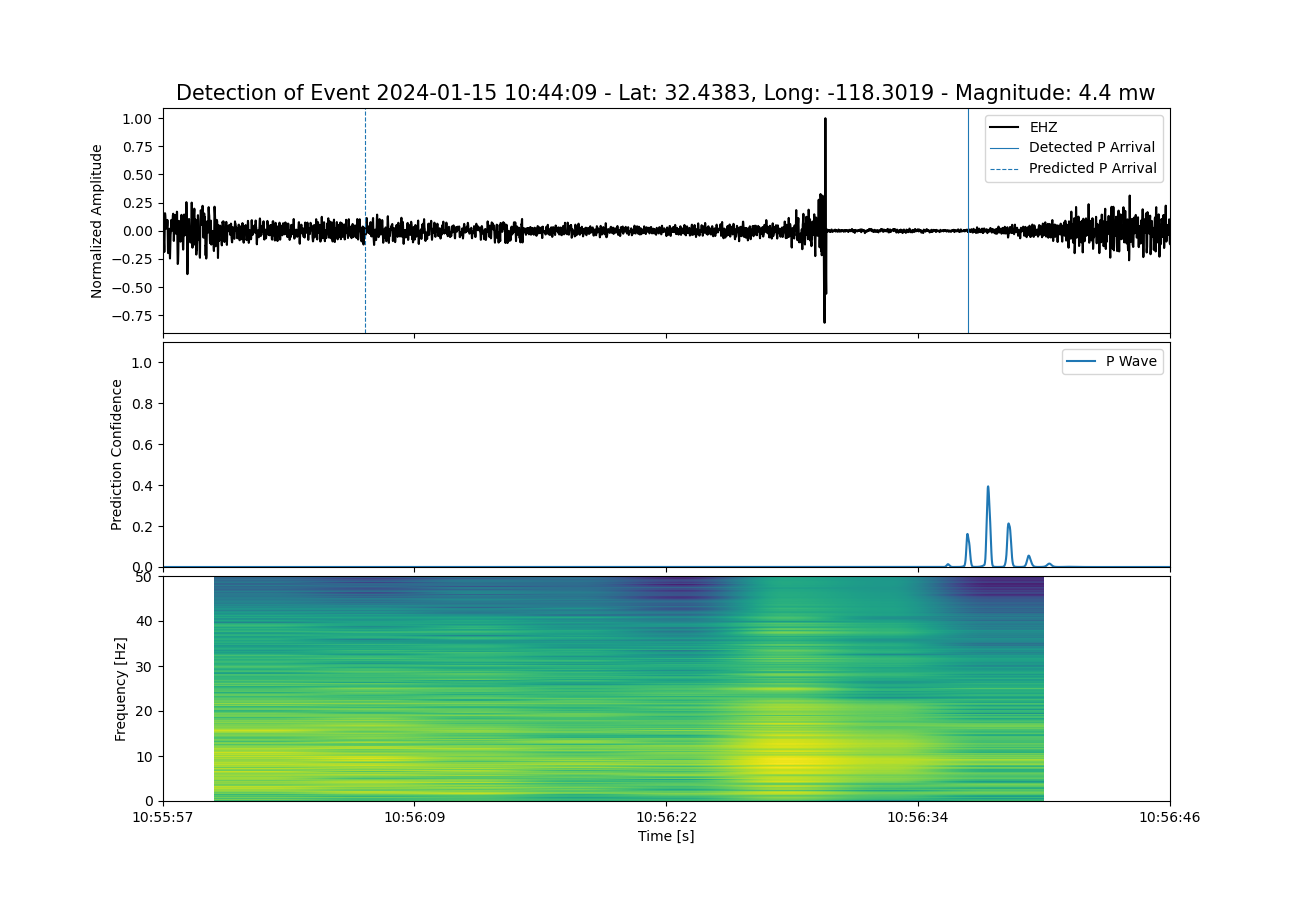 Detection of Event 2024-01-15 10:44:09 - Lat: 32.4383, Long: -118.3019 - Magnitude: 4.4 mw
Normalized Amplitude
1.00
0.75
0.50
0.25
0.00
−0.25
−0.50
−0.75
EHZ
Detected P Arrival
Predicted P Arrival
Prediction Confidence
1.0
0.8
0.6
0.4
0.2
0.0
P Wave
Frequency [Hz]
50
40
30
20
10
0
10:55:57
10:56:09
10:56:22
10:56:34
10:56:46
Time [s]